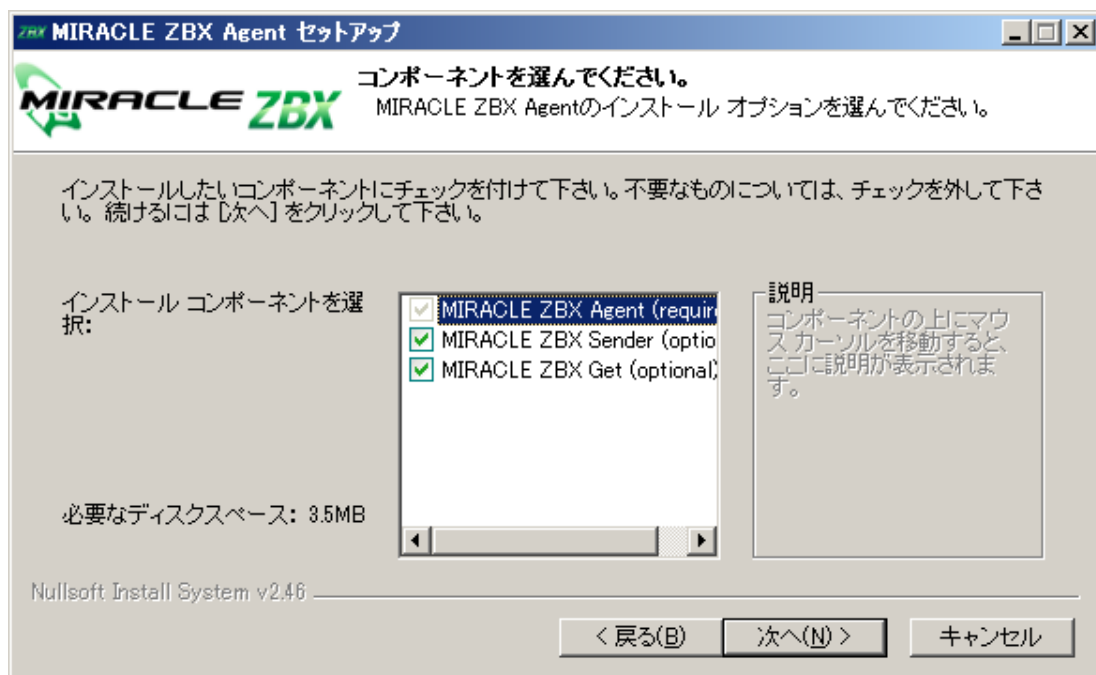 ZBX MIRACLE ZBX Agent セットアップ
MIRACLE ZBX
コンポーネントを選んでください。
MIRACLE ZBX Agentのインストール オプションを選んでください。
インストールしたいコンポーネントにチェックを付けて下さい。不要なものについては、チェックを外して下さ
い。続けるには [次へ] をクリックして下さい。
インストール コンポーネントを選
択:
MIRACLE ZBX Agent (requir
MIRACLE ZBX Sender (optio
MIRACLE ZBX Get (optional)
説明
コンポーネントの上にマウ
ス カーソルを移動すると、
ここに説明が表示されま
す。
必要なディスクスペース: 3.5MB
Nullsoft Install System v2.46
< 戻る(B)
次へ(N) >
キャンセル